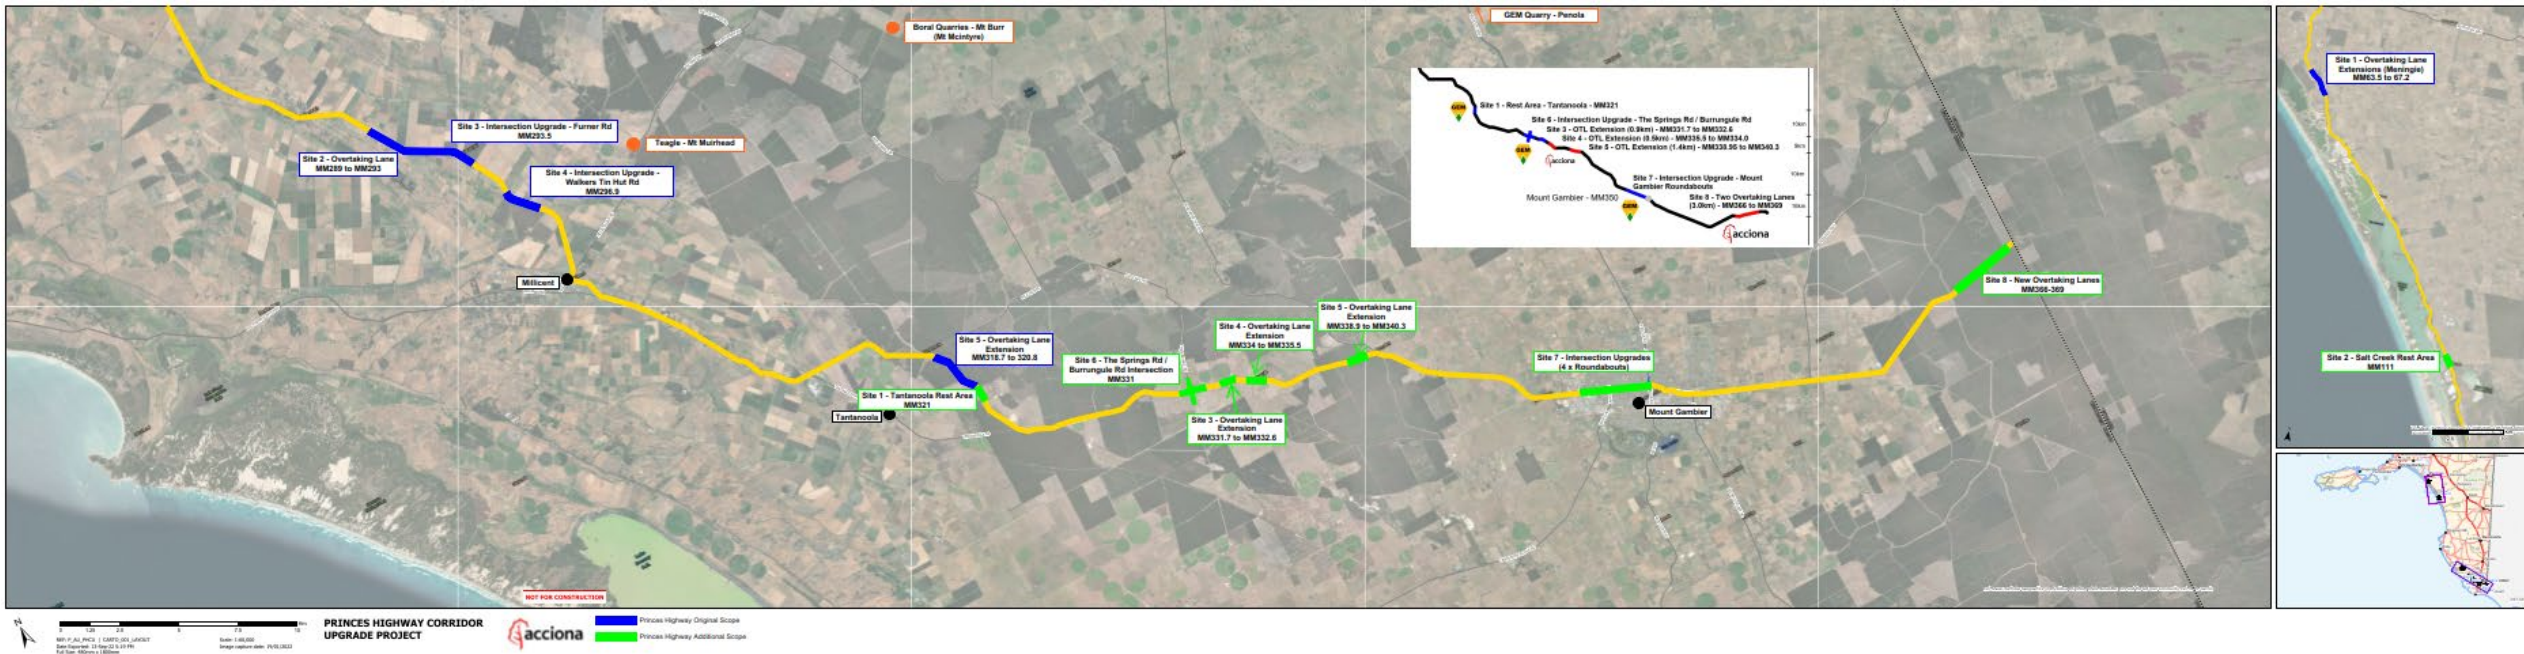 Boral Quarries - Mt Burr
(Mt Mcintyre)
GEM Quarry - Penola
Site 3 - Intersection Upgrade - Furner Rd
MM293.5
Teagle - Mt Muirhead
Site 2 - Overtaking Lane
MM289 to MM293
Site 4 - Intersection Upgrade -
Walkers Tin Hut Rd
MM296.9
Millicent
Site 5 - Overtaking Lane
Extension
MM318.7 to 320.8
Site 1 - Tantanoola Rest Area
MM321
Tantanoola
Site 6 - The Springs Rd /
Burrungule Rd Intersection
MM331
Site 4 - Overtaking Lane
Extension
MM334 to MM335.5
Site 5 - Overtaking Lane
Extension
MM338.9 to MM340.3
Site 3 - Overtaking Lane
Extension
MM331.7 to MM332.6
Site 7 - Intersection Upgrades
(4 x Roundabouts)
Mount Gambier
Site 8 - New Overtaking Lanes
MM366-369
GEM
Site 1 - Rest Area - Tantanoola - MM321
Site 6 - Intersection Upgrade - The Springs Rd / Burrungule Rd
Site 3 - OTL Extension (0.9km) - MM331.7 to MM332.6
Site 4 - OTL Extension (0.5km) - MM335.5 to MM334.0
Site 5 - OTL Extension (1.4km) - MM338.95 to MM340.3
GEM
acciona
Site 7 - Intersection Upgrade - Mount
Gambier Roundabouts
Mount Gambier - MM350
GEM
Site 8 - Two Overtaking Lanes
(3.0km) - MM366 to MM369
acciona
Site 1 - Overtaking Lane
Extensions (Meningie)
MM63.5 to 67.2
Site 2 - Salt Creek Rest Area
MM111
NOT FOR CONSTRUCTION
N
PRINCES HIGHWAY CORRIDOR
UPGRADE PROJECT
acciona
Princes Highway Original Scope
Princes Highway Additional Scope